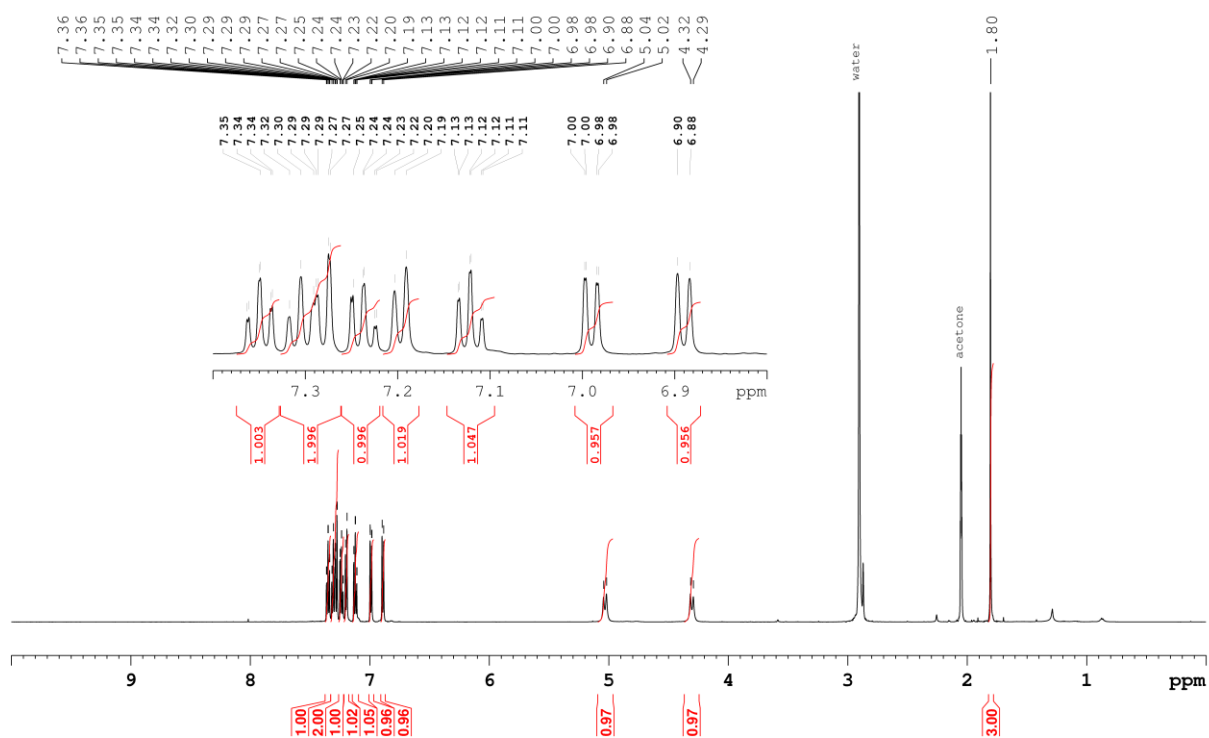 7.36 7.36 7.35 7.35 7.34 7.34 7.32 7.30 7.29 7.29 7.29 7.27 7.27 7.25 7.24 7.24 7.23 7.22 7.20 7.19 7.13 7.13 7.12 7.12 7.11 7.11 7.00 7.00 6.98 6.98 6.90 6.88 5.04 5.02 4.32 4.29 1.80
water
7.35 7.34 7.34 7.32 7.30 7.29 7.29 7.29 7.27 7.27 7.25 7.24 7.24 7.23 7.22 7.20 7.19 7.13 7.13 7.12 7.12 7.11 7.11 7.00 7.00 6.98 6.98 6.90 6.88
acetone
7.3 7.2 7.1 7.0 6.9 ppm
1.003 1.996 0.996 1.019 1.047 0.957 0.956
9 8 7 6 5 4 3 2 1 ppm
1.00 2.00 1.00 1.02 1.05 0.96 0.96 0.97 0.97 3.00